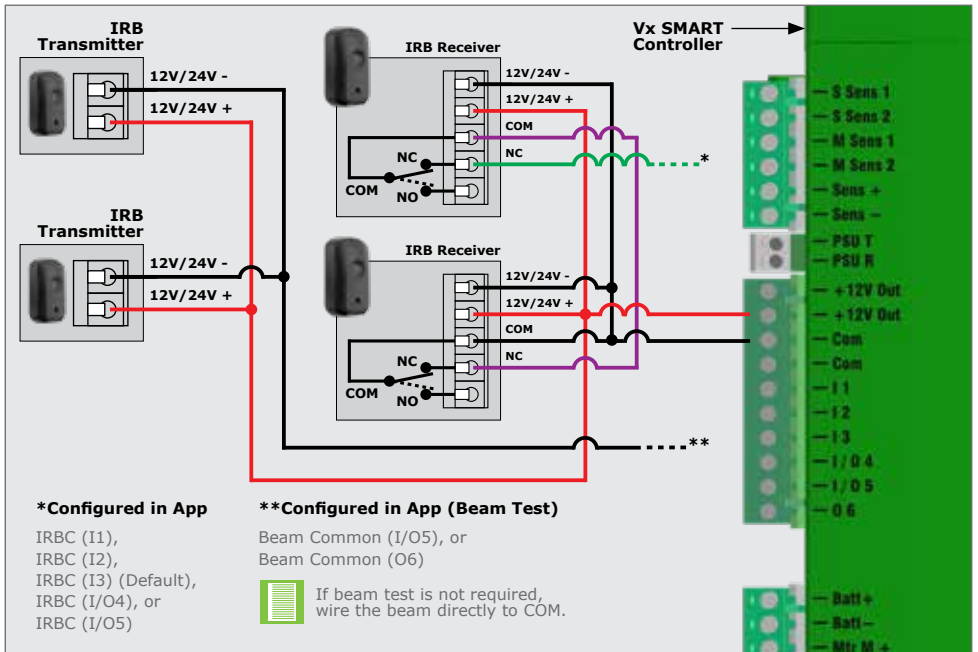 IRB
Transmitter
12V/24V -
12V/24V +
IRB
Transmitter
12V/24V -
12V/24V +
IRB Receiver
12V/24V -
12V/24V +
COM
NC
NC
COM
NO
*
IRB Receiver
12V/24V -
12V/24V +
COM
NC
NC
COM
NO
**
Vx SMART
Controller
S Sens 1
S Sens 2
M Sens 1
M Sens 2
Sens +
Sens –
PSU T
PSU R
+12V Out
+12V Out
Com
Com
I 1
I 2
I 3
I/O 4
I/O 5
O 6
Batt+
Batt–
Mtr M +
*Configured in App
IRBC (I1),
IRBC (I2),
IRBC (I3) (Default),
IRBC (I/O4), or
IRBC (I/O5)
**Configured in App (Beam Test)
Beam Common (I/O5), or
Beam Common (O6)
If beam test is not required,
wire the beam directly to COM.